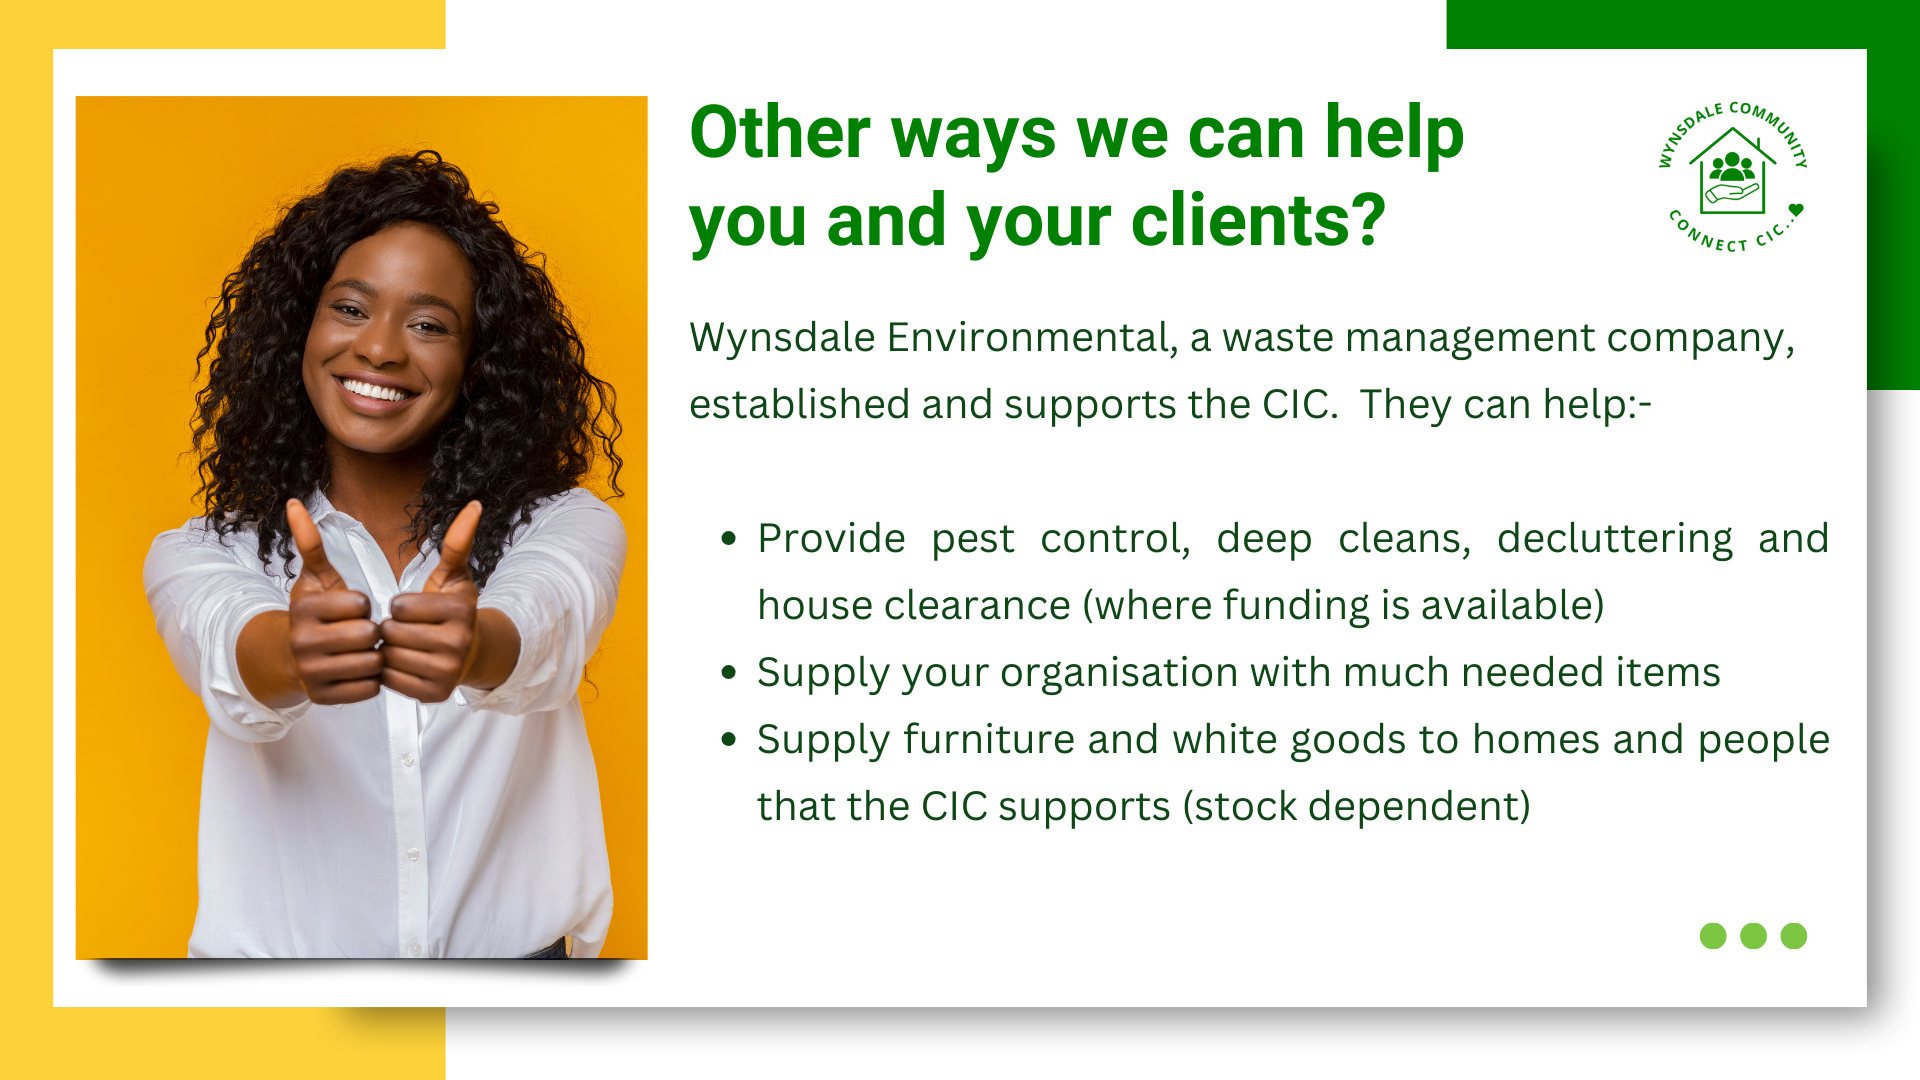 Other ways we can help
you and your clients?
WYNSDALE COMMUNITY
CONNECT CIC...
Wynsdale Environmental, a waste management company,
established and supports the CIC.  They can help:-
• Provide pest control, deep cleans, decluttering and
house clearance (where funding is available)
• Supply your organisation with much needed items
• Supply furniture and white goods to homes and people
that the CIC supports (stock dependent)